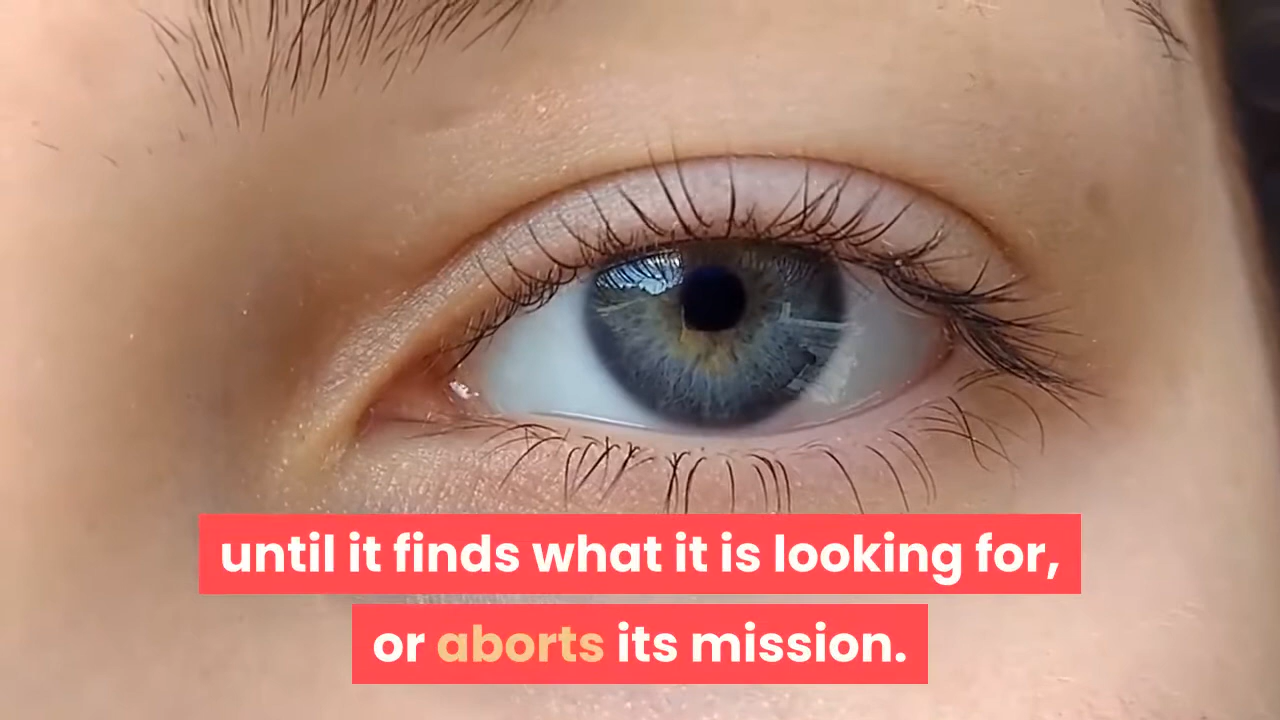 until it finds what it is looking for,
or aborts its mission.